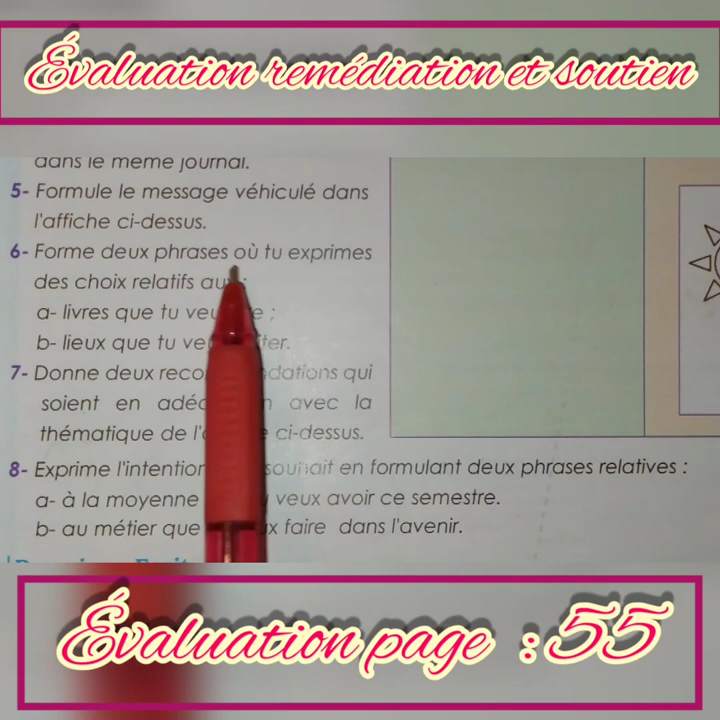 Évaluation remédiation et soutien
dans le même journal.
5- Formule le message véhiculé dans
l'affiche ci-dessus.
6- Forme deux phrases où tu exprimes
des choix relatifs au
a- livres que tu ;
b- lieux que tu
7- Donne deux qui
soient en avec la
thématique de ci-dessus.
8- Exprime l'intention souhait en formulant deux phrases relatives :
a- à la moyenne veux avoir ce semestre.
b- au métier que faire dans l'avenir.
Évaluation page : 55